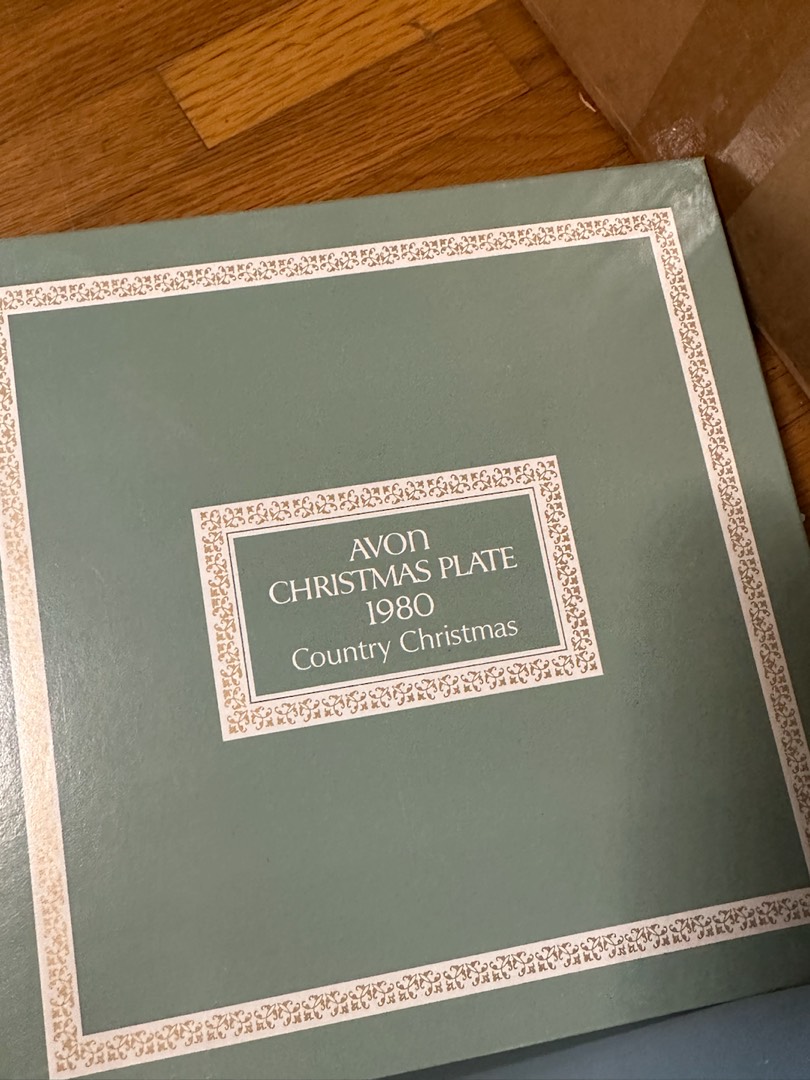 AVON
CHRISTMAS PLATE
1980
Country Christmas